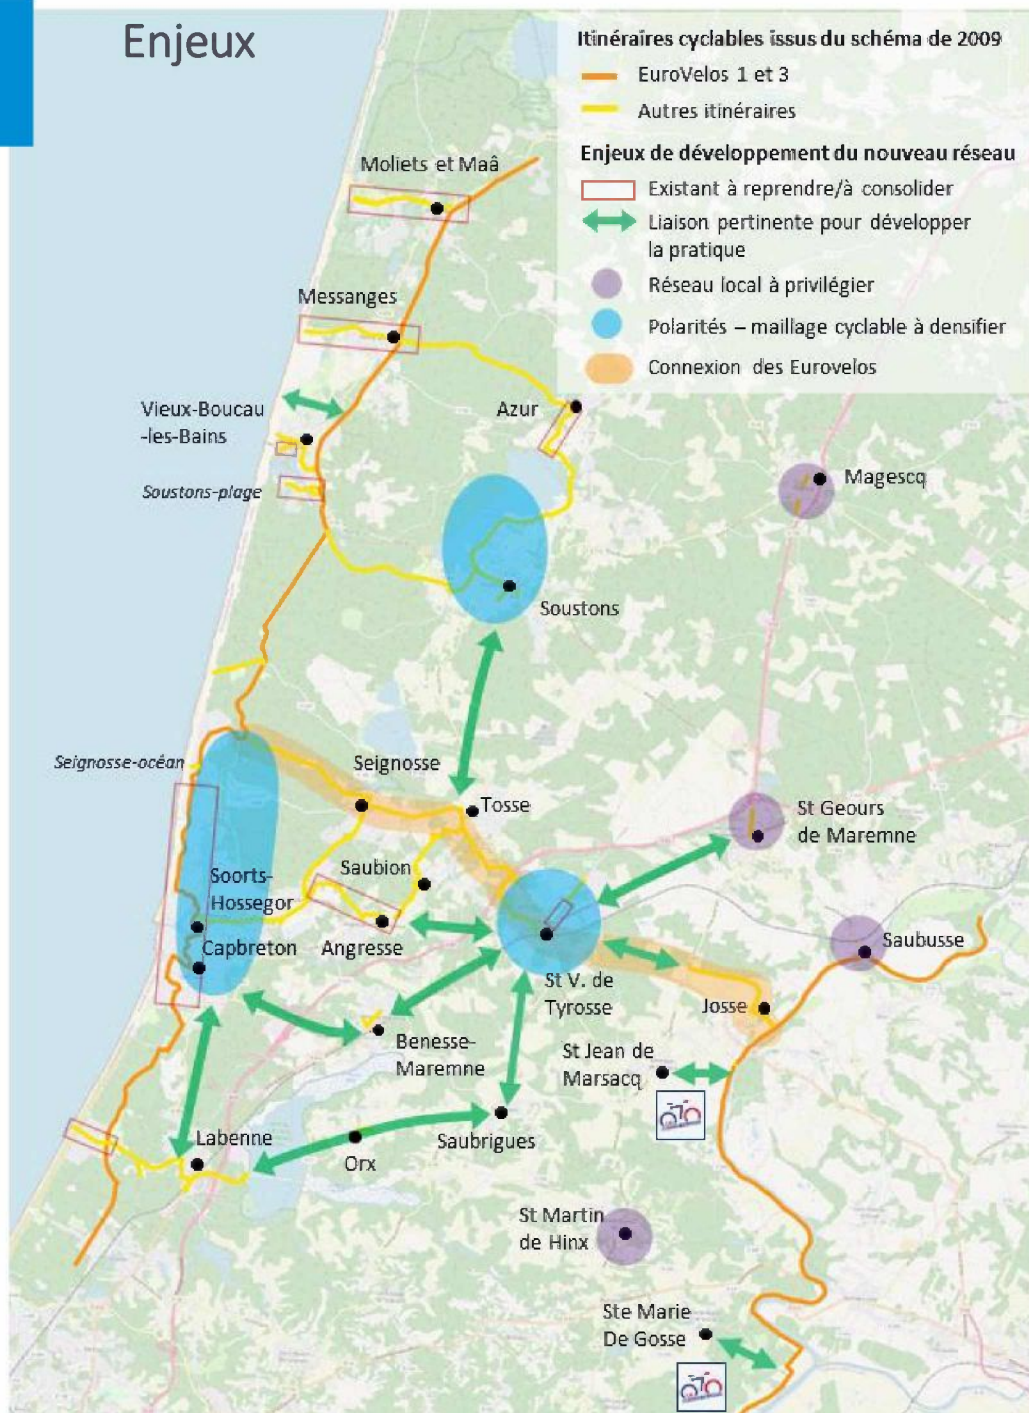 Enjeux
Itinéraires cyclables issus du schéma de 2009
EuroVelos 1 et 3
Autres itinéraires
Enjeux de développement du nouveau réseau
Existant à reprendre/à consolider
Liaison pertinente pour développer
la pratique
Réseau local à privilégier
Polarités – maillage cyclable à densifier
Connexion des Eurovelos
Moliets et Maâ
Messanges
Vieux-Boucau
-les-Bains
Azur
Soustons-plage
Magescq
Soustons
Seignosse-océan
Seignosse
Tosse
St Geours
de Maremne
Saubion
Soorts-
Hossegor
Angresse
Capbreton
Saubusse
St V. de
Tyrosse
Josse
Benesse-
Maremne
St Jean de
Marsacq
Labenne
Orx
Saubrigues
St Martin
de Hinx
Ste Marie
De Gosse